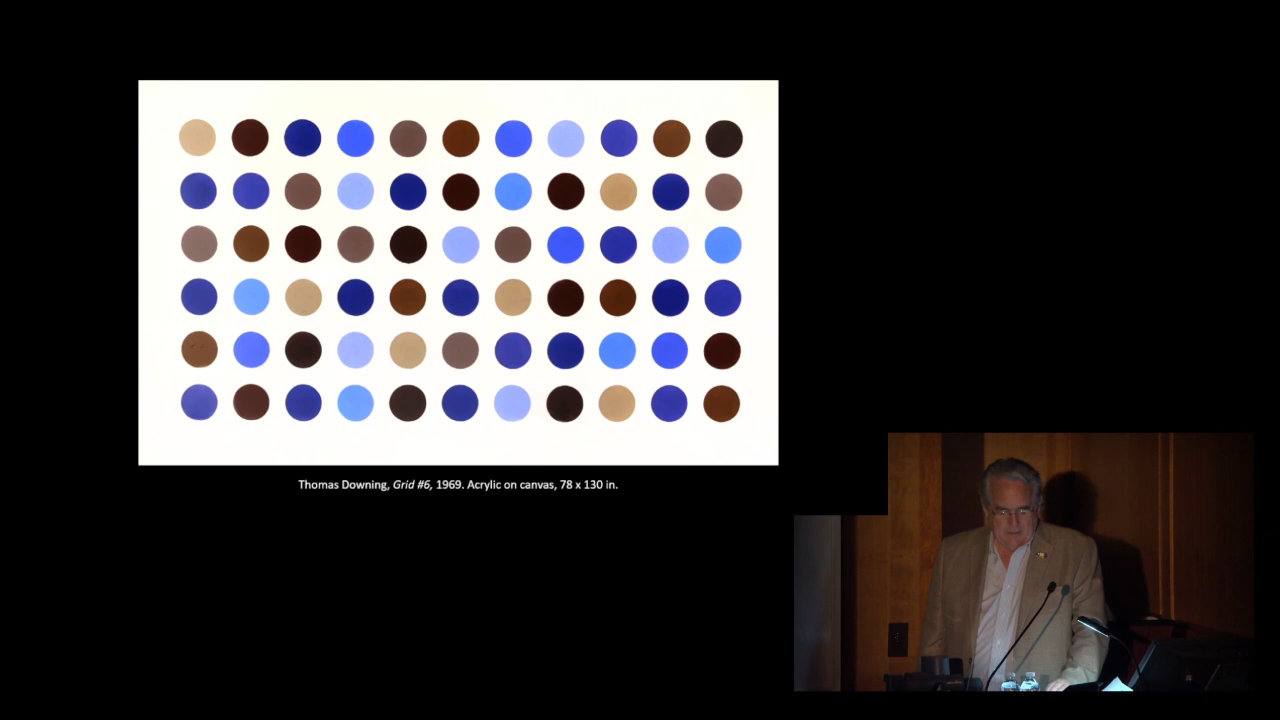 Thomas Downing, Grid #6, 1969. Acrylic on canvas, 78 x 130 in.